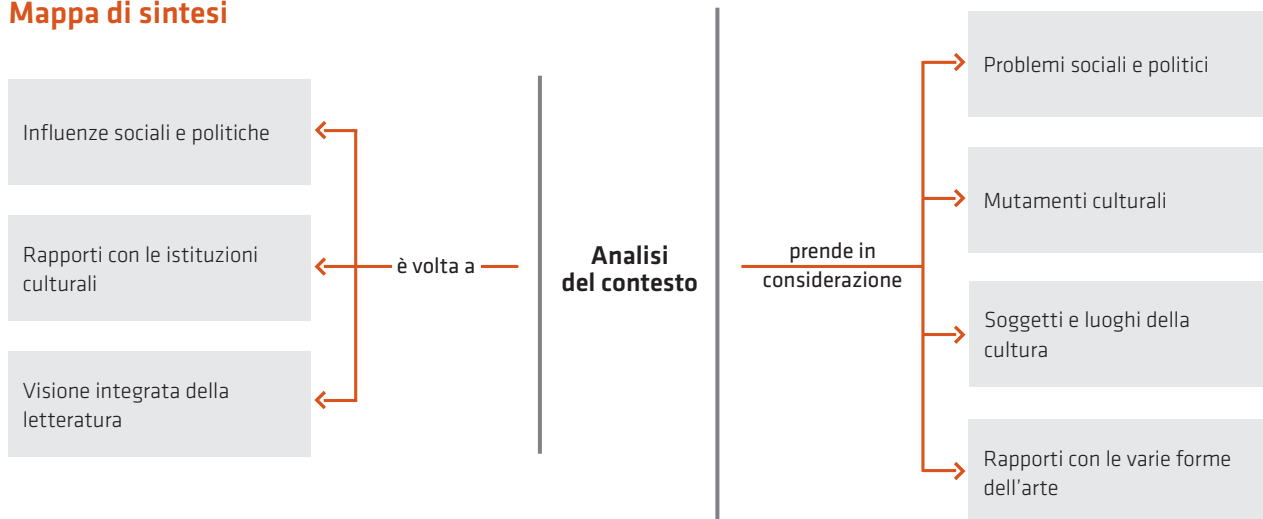 Mappa di sintesi
Influenze sociali e politiche
Rapporti con le istituzioni
culturali
Visione integrata della
letteratura
è volta a
Analisi
del contesto
prende in
considerazione
Problemi sociali e politici
Mutamenti culturali
Soggetti e luoghi della
cultura
Rapporti con le varie forme
dell'arte